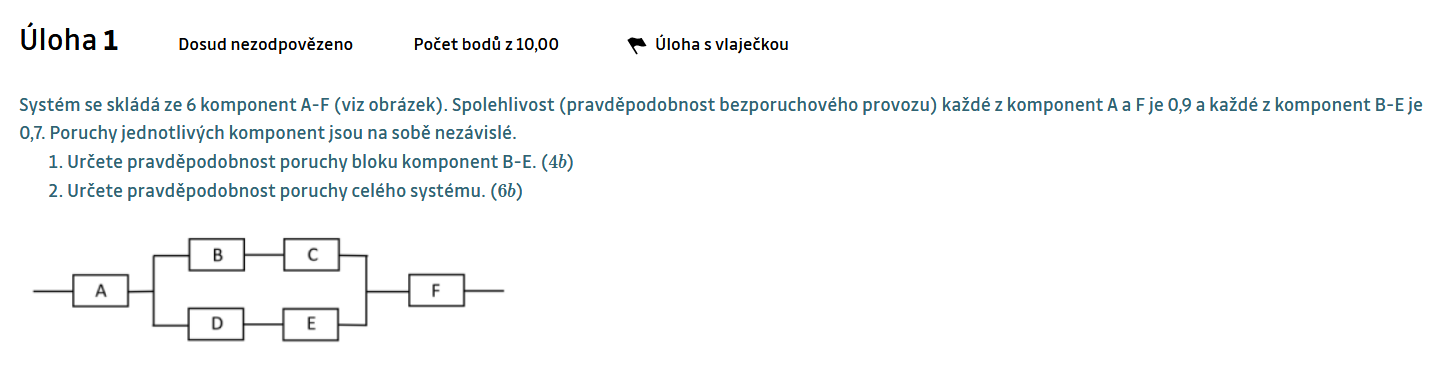 Úloha 1 Dosud nezodpovězeno Počet bodů z 10,00 Úloha s vlaječkou
Systém se skládá ze 6 komponent A-F (viz obrázek). Spolehlivost (pravděpodobnost bezporuchového provozu) každé z komponent A a F je 0,9 a každé z komponent B-E je
0,7. Poruchy jednotlivých komponent jsou na sobě nezávislé.
1. Určete pravděpodobnost poruchy bloku komponent B-E. (4b)
2. Určete pravděpodobnost poruchy celého systému. (6b)
B C
A F
D E